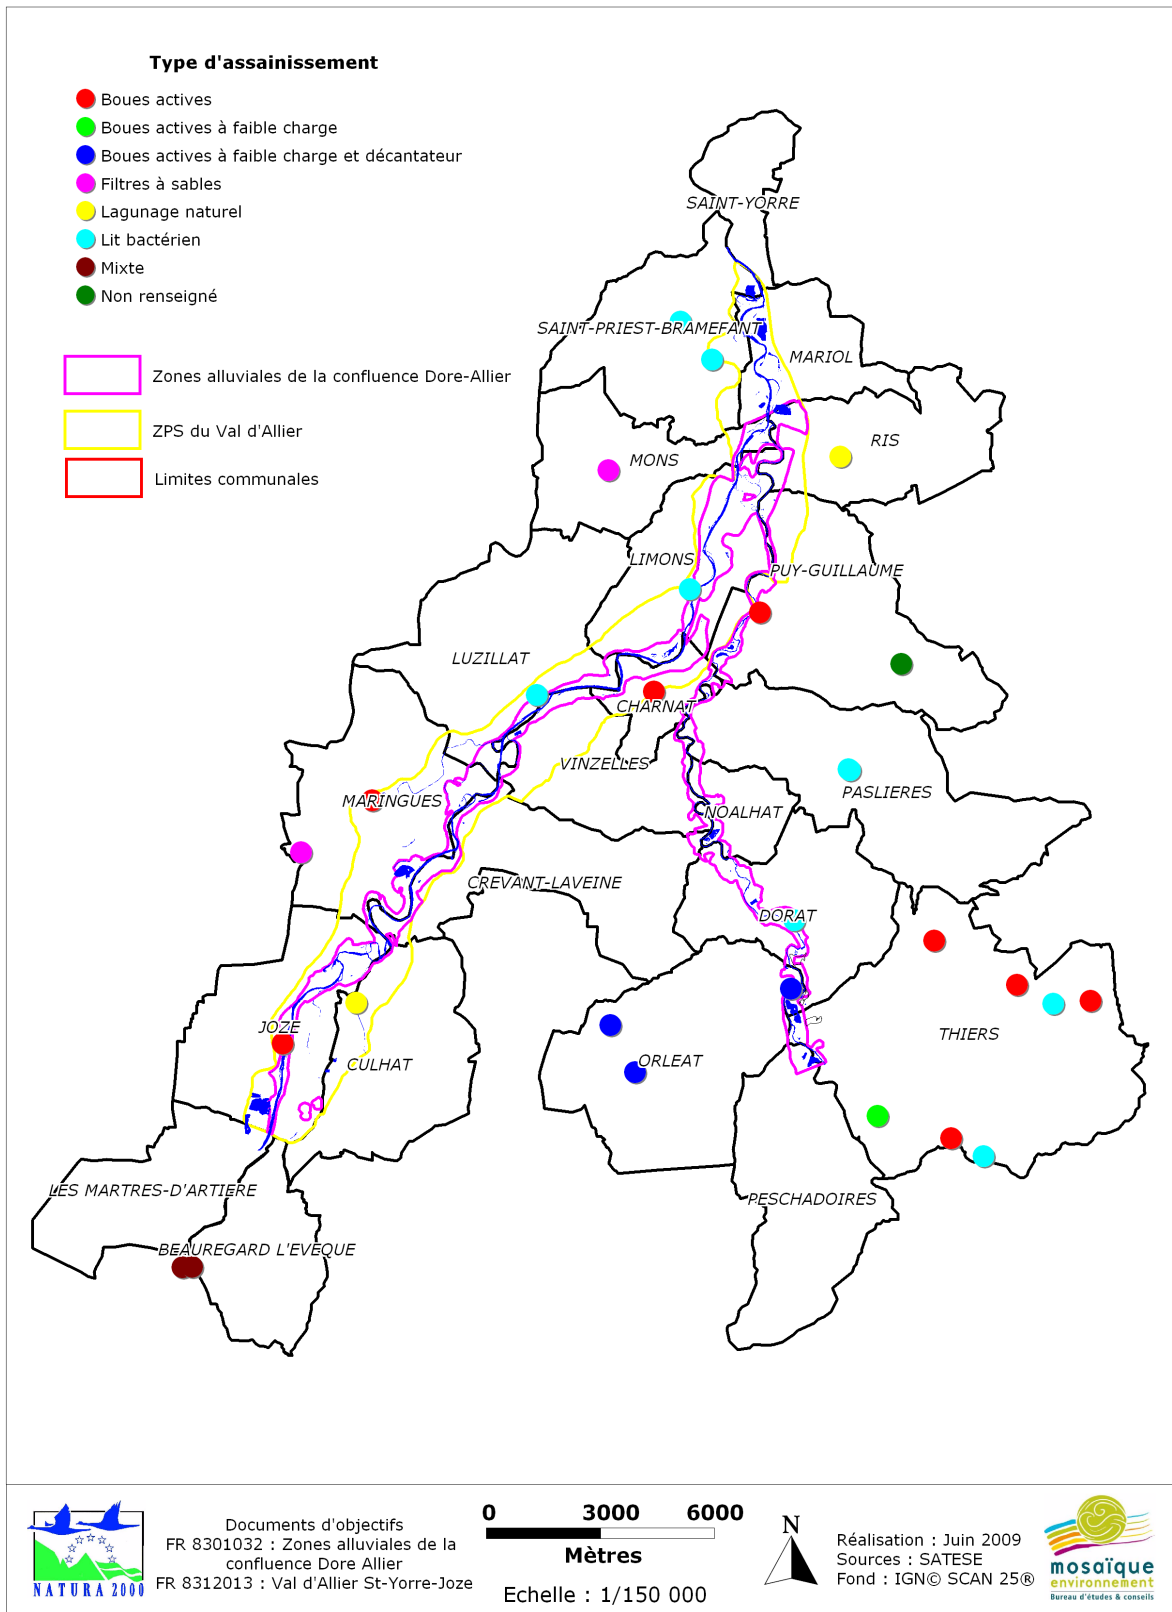 Type d'assainissement
Boues actives
Boues actives à faible charge
Boues actives à faible charge et décantateur
Filtres à sables
Lagunage naturel
Lit bactérien
Mixte
Non renseigné
Zones alluviales de la confluence Dore-Allier
ZPS du Val d'Allier
Limites communales
SAINT-YORRE
SAINT-PRIEST-BRAMEFANT
MARIOL
RIS
MONS
LIMONS
PUY-GUILLAUME
LUZILLAT
CHARNAT
VINZELLES
PASLIERES
MARINGUES
NOALHAT
CREVANT-LAVEINE
DORAT
JOZE
THIERS
CULHAT
ORLEAT
LES MARTRES-D'ARTIERE
PESCHADOIRES
BEAUREGARD L'EVEQUE
NATURA 2000
Documents d'objectifs
FR 8301032 : Zones alluviales de la
confluence Dore Allier
FR 8312013 : Val d'Allier St-Yorre-Joze
0 3000 6000
Mètres
Echelle : 1/150 000
N
Réalisation : Juin 2009
Sources : SATESE
Fond : IGN© SCAN 25®
mosaïque
environnement
Bureau d'études & conseils